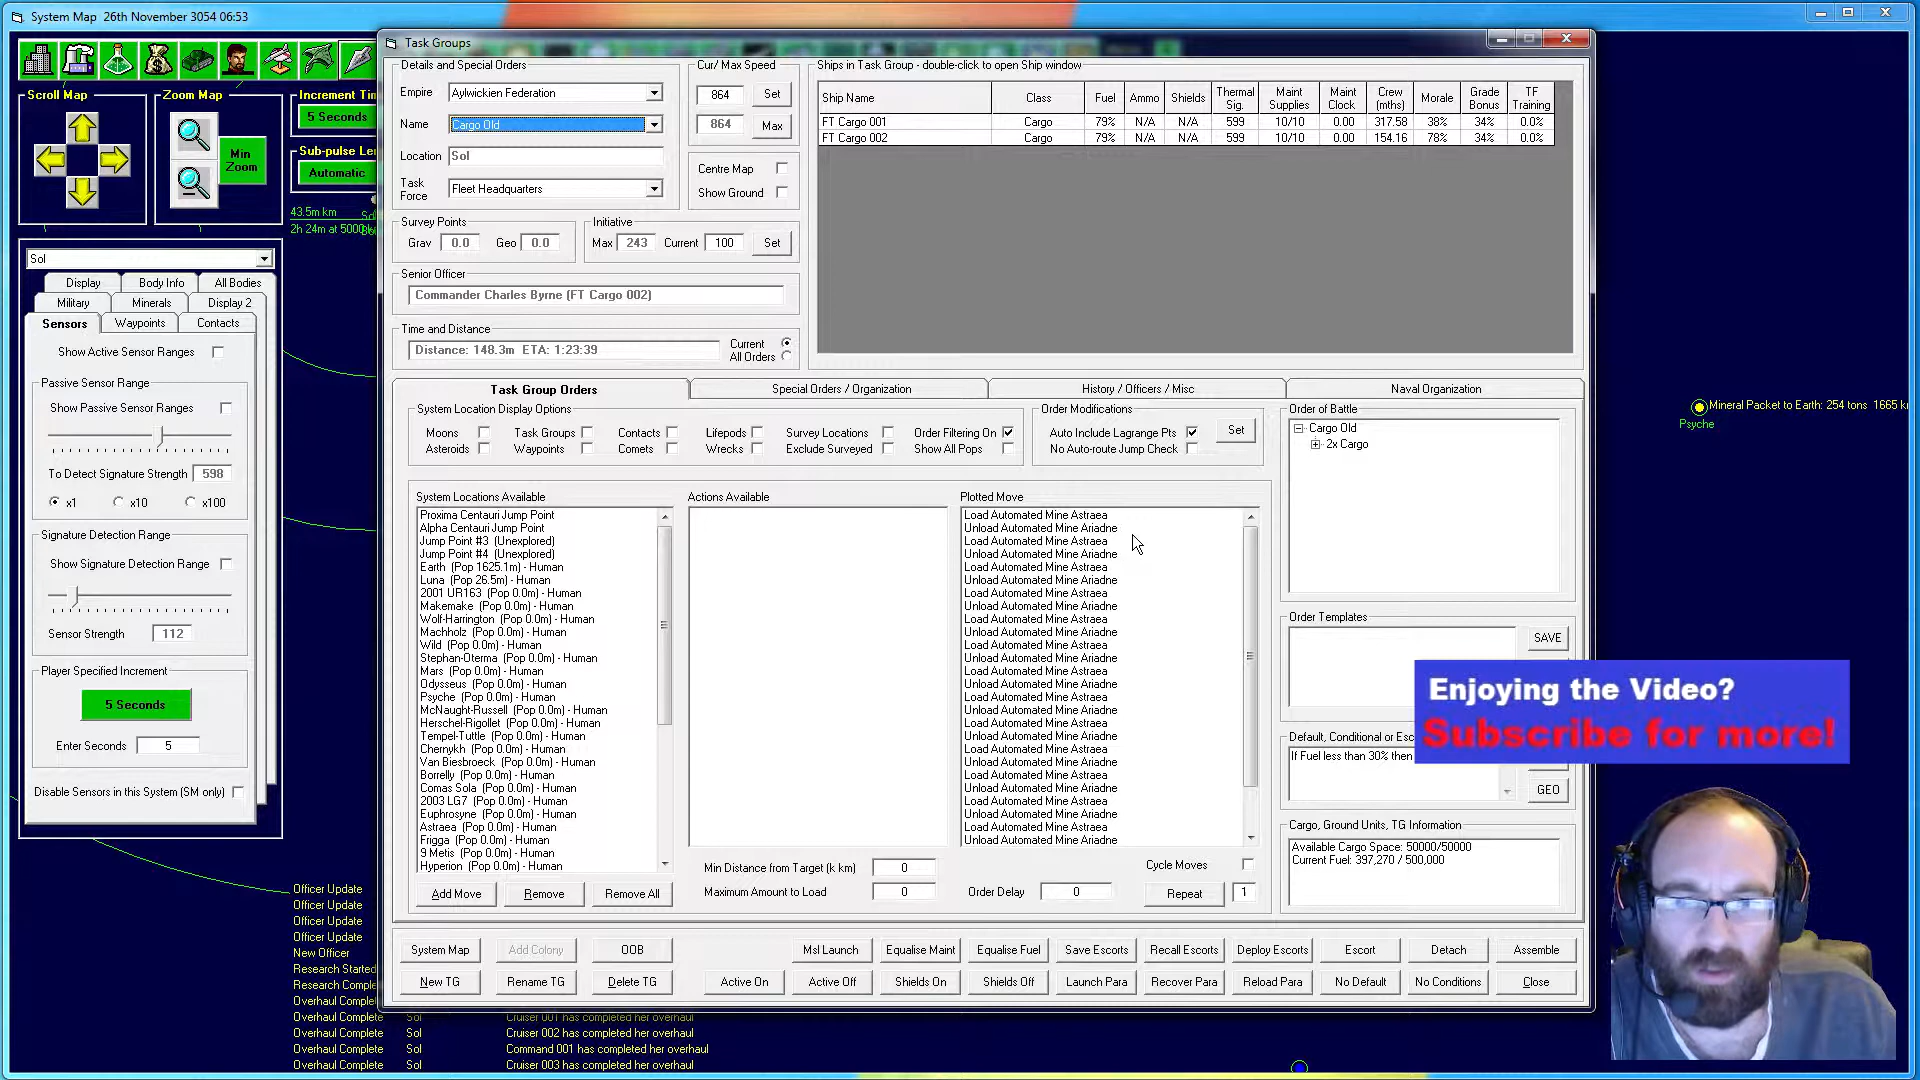 System Map 26th November 3054 06:53
Task Groups
Scroll Map
Zoom Map
Min Zoom
Increment Tim
5 Seconds
Sub-pulse Len
Automatic
43.5m km
2h 24m at 5000
Sol
Display
Body Info
All Bodies
Military
Minerals
Display 2
Sensors
Waypoints
Contacts
Show Active Sensor Ranges
Passive Sensor Range
Show Passive Sensor Ranges
To Detect Signature Strength 598
x1 x10 x100
Signature Detection Range
Show Signature Detection Range
Sensor Strength 112
Player Specified Increment
5 Seconds
Enter Seconds 5
Disable Sensors in this System (SM only)
Officer Update
Officer Update
Officer Update
Officer Update
New Officer
Research Started
Research Comple
Overhaul Comple
Overhaul Complete Sol Cruiser 001 has completed her overhaul
Overhaul Complete Sol Cruiser 002 has completed her overhaul
Overhaul Complete Sol Command 001 has completed her overhaul
Overhaul Complete Sol Cruiser 003 has completed her overhaul
Details and Special Orders
Empire Aylwickien Federation
Name Cargo Old
Location Sol
Task Force Fleet Headquarters
Cur/ Max Speed
864 Set
864 Max
Centre Map
Show Ground
Survey Points
Grav 0.0 Geo 0.0
Initiative
Max 243 Current 100 Set
Senior Officer
Commander Charles Byrne (FT Cargo 002)
Time and Distance
Distance: 148.3m ETA: 1:23:39
Current
All Orders
Ships in Task Group - double-click to open Ship window
Ship Name Class Fuel Ammo Shields Thermal Sig. Maint Supplies Maint Clock Crew (mths) Morale Grade Bonus TF Training
FT Cargo 001 Cargo 79% N/A N/A 599 10/10 0.00 317.58 38% 34% 0.0%
FT Cargo 002 Cargo 79% N/A N/A 599 10/10 0.00 154.16 78% 34% 0.0%
Task Group Orders
Special Orders / Organization
History / Officers / Misc
Naval Organization
System Location Display Options
Moons Task Groups Contacts Lifepods Survey Locations Order Filtering On
Asteroids Waypoints Comets Wrecks Exclude Surveyed Show All Pops
Order Modifications
Auto Include Lagrange Pts
No Auto-route Jump Check
Set
Order of Battle
Cargo Old
2x Cargo
System Locations Available
Proxima Centauri Jump Point
Alpha Centauri Jump Point
Jump Point #3 (Unexplored)
Jump Point #4 (Unexplored)
Earth (Pop 1625.1m) - Human
Luna (Pop 26.5m) - Human
2001 UR163 (Pop 0.0m) - Human
Makemake (Pop 0.0m) - Human
Wolf-Harrington (Pop 0.0m) - Human
Machholz (Pop 0.0m) - Human
Wild (Pop 0.0m) - Human
Stephan-Oterma (Pop 0.0m) - Human
Mars (Pop 0.0m) - Human
Odysseus (Pop 0.0m) - Human
Psyche (Pop 0.0m) - Human
McNaught-Russell (Pop 0.0m) - Human
Herschel-Rigollet (Pop 0.0m) - Human
Tempel-Tuttle (Pop 0.0m) - Human
Chernykh (Pop 0.0m) - Human
Van Biesbroeck (Pop 0.0m) - Human
Borrelly (Pop 0.0m) - Human
Comas Sola (Pop 0.0m) - Human
2003 LG7 (Pop 0.0m) - Human
Euphrosyne (Pop 0.0m) - Human
Astraea (Pop 0.0m) - Human
Frigga (Pop 0.0m) - Human
9 Metis (Pop 0.0m) - Human
Hyperion (Pop 0.0m) - Human
Actions Available
Plotted Move
Load Automated Mine Astraea
Unload Automated Mine Ariadne
Load Automated Mine Astraea
Unload Automated Mine Ariadne
Load Automated Mine Astraea
Unload Automated Mine Ariadne
Load Automated Mine Astraea
Unload Automated Mine Ariadne
Load Automated Mine Astraea
Unload Automated Mine Ariadne
Load Automated Mine Astraea
Unload Automated Mine Ariadne
Load Automated Mine Astraea
Unload Automated Mine Ariadne
Load Automated Mine Astraea
Unload Automated Mine Ariadne
Load Automated Mine Astraea
Unload Automated Mine Ariadne
Load Automated Mine Astraea
Unload Automated Mine Ariadne
Load Automated Mine Astraea
Unload Automated Mine Ariadne
Load Automated Mine Astraea
Unload Automated Mine Ariadne
Load Automated Mine Astraea
Unload Automated Mine Ariadne
Order Templates
SAVE
Default, Conditional or Esc
If Fuel less than 30% then
GEO
Cargo, Ground Units, TG Information
Available Cargo Space: 50000/50000
Current Fuel: 397,270 / 500,000
Add Move Remove Remove All
Min Distance from Target (k km) 0
Maximum Amount to Load 0
Order Delay 0
Cycle Moves
Repeat 1
System Map Add Colony OOB Msl Launch Equalise Maint Equalise Fuel Save Escorts Recall Escorts Deploy Escorts Escort Detach Assemble
New TG Rename TG Delete TG Active On Active Off Shields On Shields Off Launch Para Recover Para Reload Para No Default No Conditions Close
Mineral Packet to Earth: 254 tons 1665 k
Psyche
Enjoying the Video?
Subscribe for more!